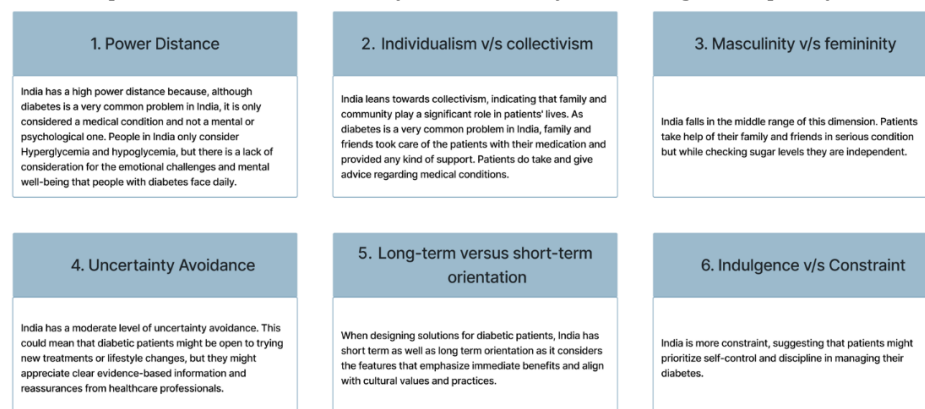 1. Power Distance
India has a high power distance because, although
diabetes is a very common problem in India, it is only
considered a medical condition and not a mental or
psychological one. People in India only consider
Hyperglycemia and hypoglycemia, but there is a lack of
consideration for the emotional challenges and mental
well-being that people with diabetes face daily.
2. Individualism v/s collectivism
India leans towards collectivism, indicating that family and
community play a significant role in patients' lives. As
diabetes is a very common problem in India, family and
friends took care of the patients with their medication and
provided any kind of support. Patients do take and give
advice regarding medical conditions.
3. Masculinity v/s femininity
India falls in the middle range of this dimension. Patients
take help of their family and friends in serious condition
but while checking sugar levels they are independent.
4. Uncertainty Avoidance
India has a moderate level of uncertainty avoidance. This
could mean that diabetic patients might be open to trying
new treatments or lifestyle changes, but they might
appreciate clear evidence-based information and
reassurances from healthcare professionals.
5. Long-term versus short-term
orientation
When designing solutions for diabetic patients, India has
short term as well as long term orientation as it considers
the features that emphasize immediate benefits and align
with cultural values and practices.
6. Indulgence v/s Constraint
India is more constraint, suggesting that patients might
prioritize self-control and discipline in managing their
diabetes.